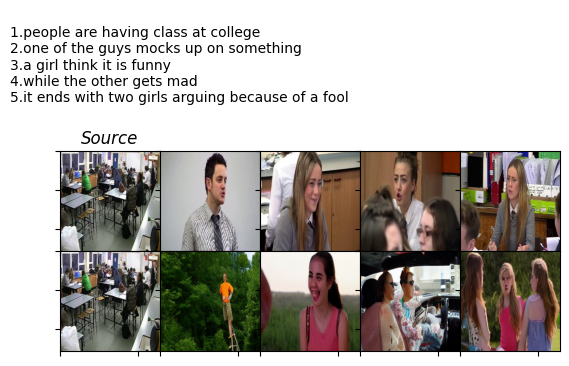 1.people are having class at college
2.one of the guys mocks up on something
3.a girl think it is funny
4.while the other gets mad
5.it ends with two girls arguing because of a fool
Source